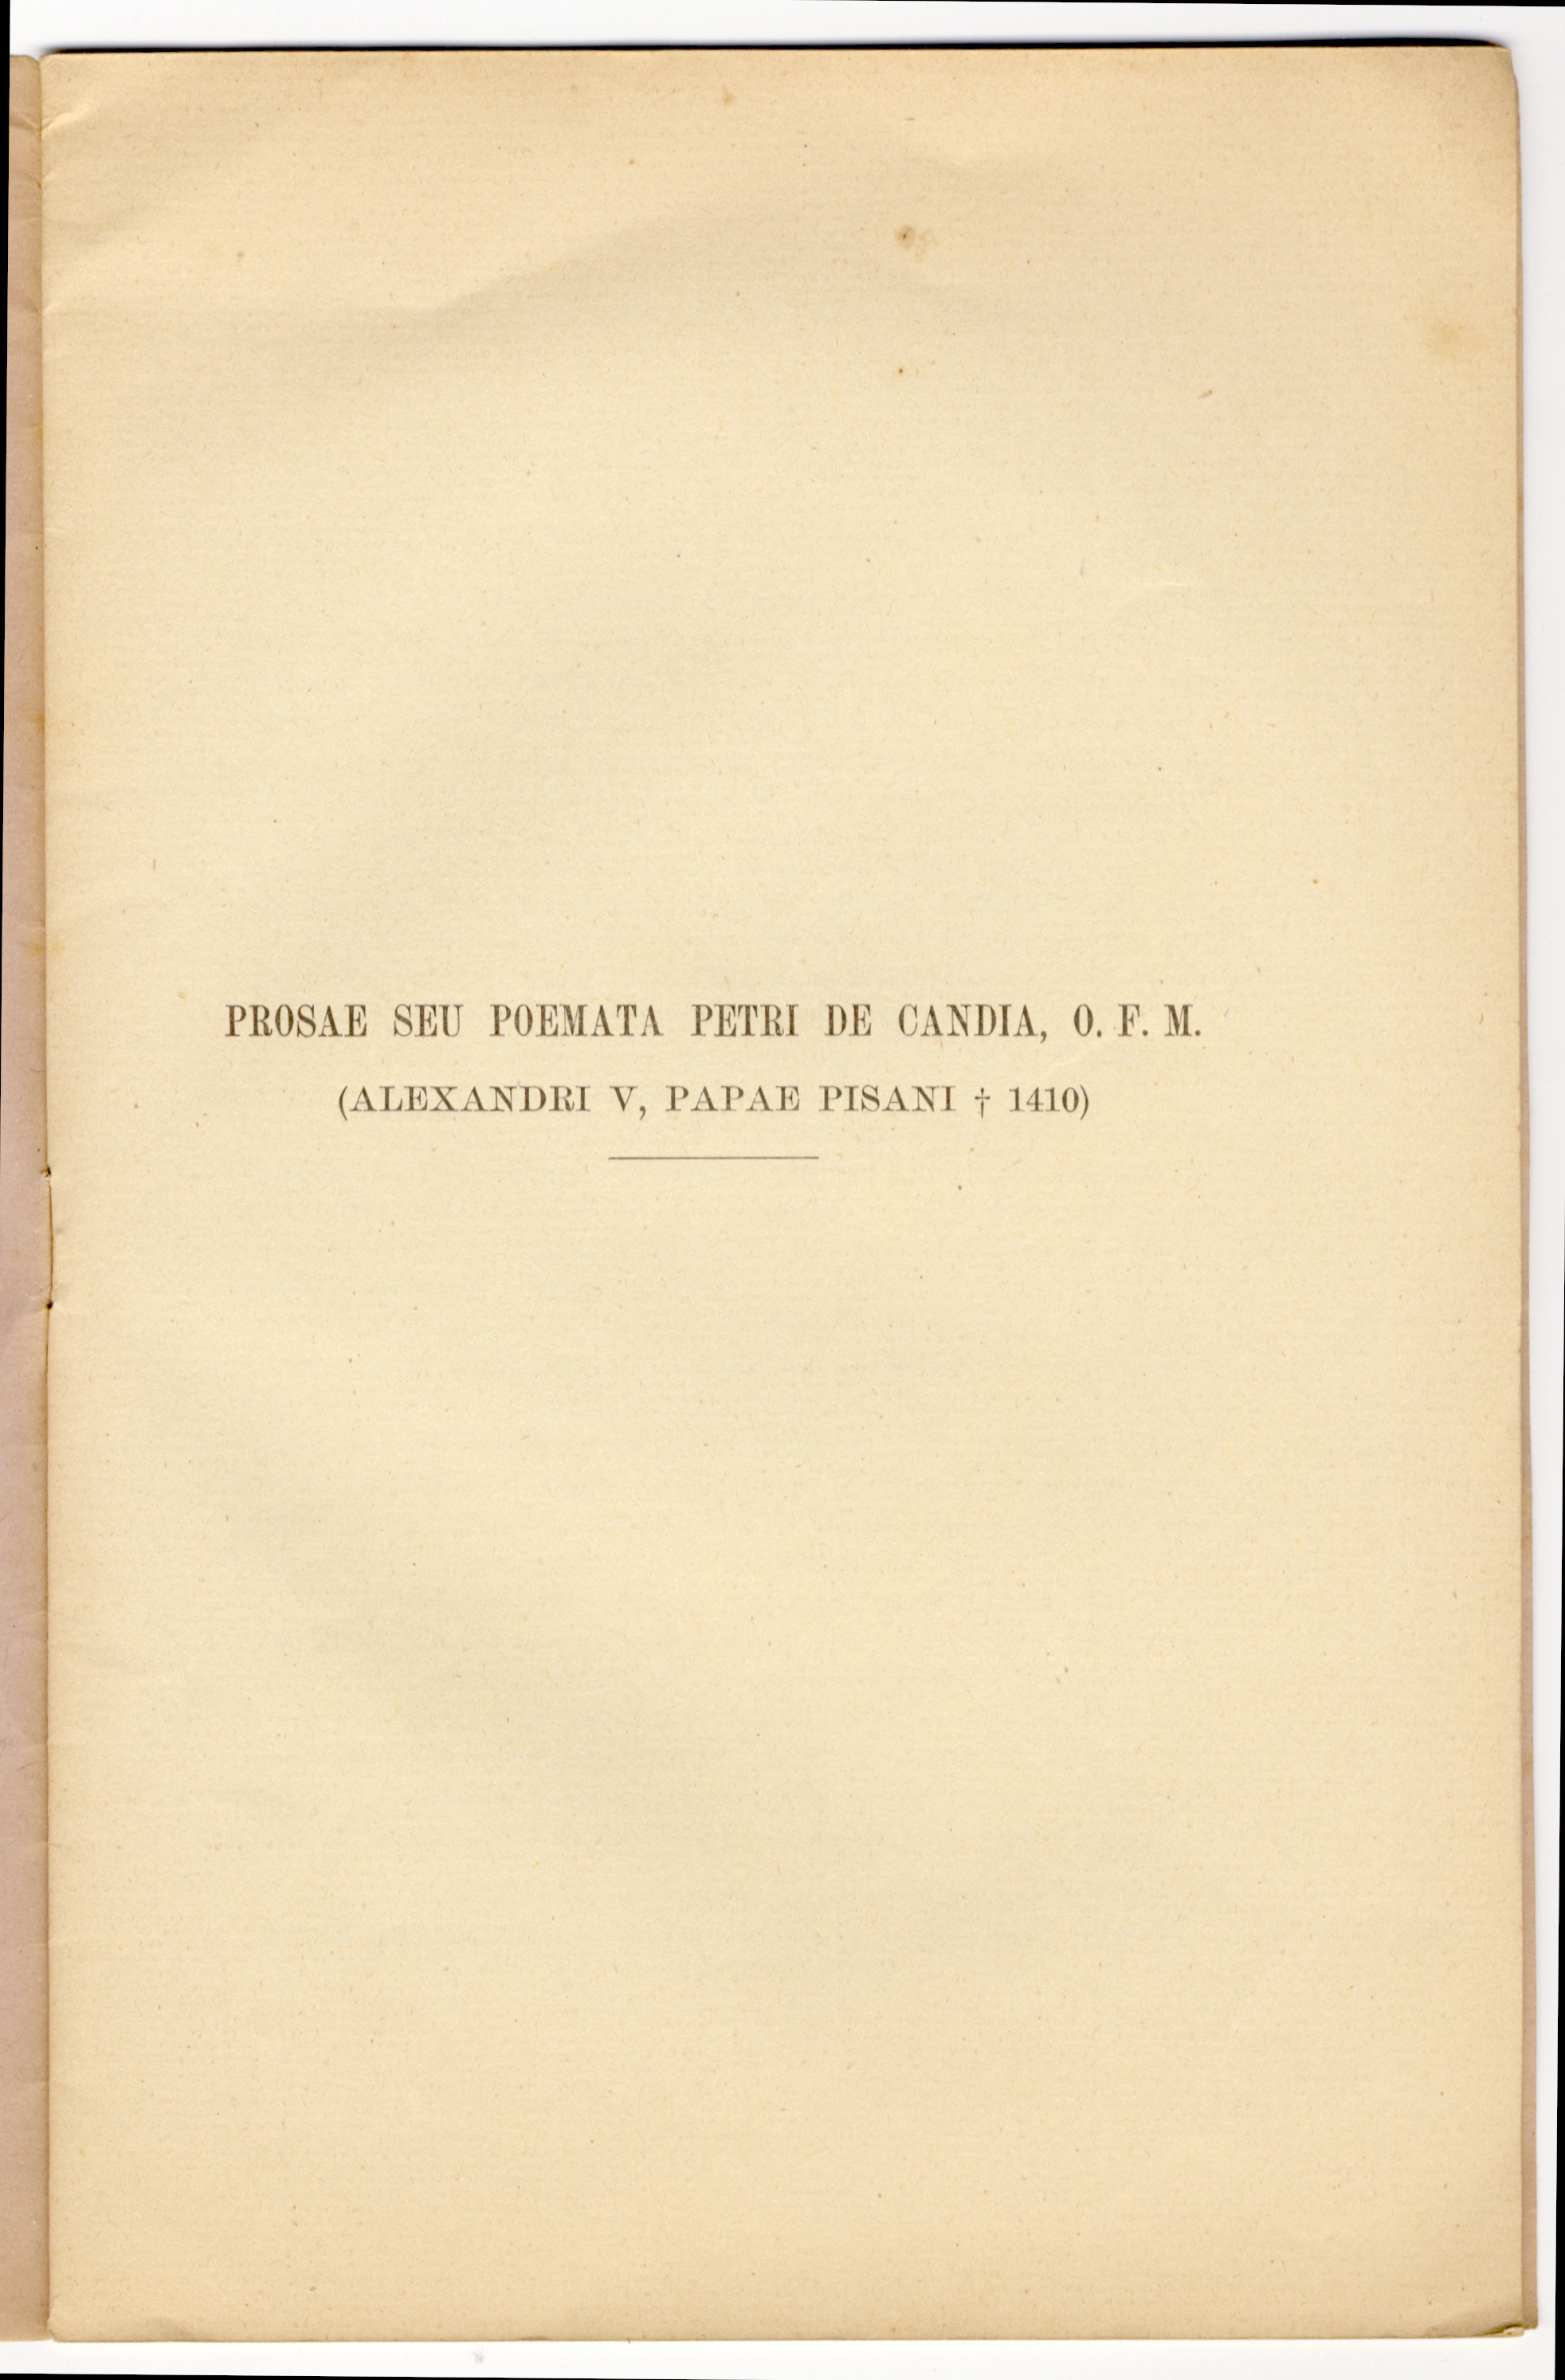 PROSAE SEU POEMATA PETRI DE CANDIA, O. F. M.
(ALEXANDRI V, PAPAE PISANI † 1410)